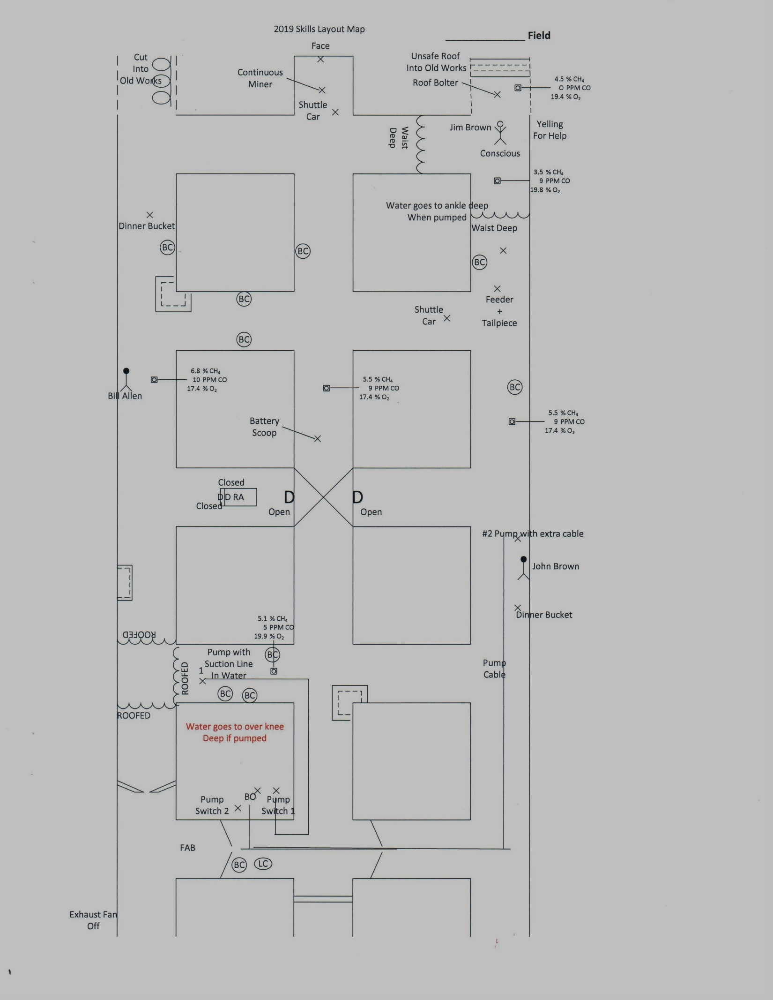 2019 Skills Layout Map
Field
Face
Cut
Into
Old Works
Continuous
Miner
Shuttle
Car
Unsafe Roof
Into Old Works
Roof Bolter
4.5 % CH₄
0 PPM CO
19.4 % O₂
Waist
Deep
Jim Brown
Conscious
Yelling
For Help
3.5 % CH₄
9 PPM CO
19.8 % O₂
Water goes to ankle deep
When pumped
Waist Deep
Dinner Bucket
BC
BC
BC
BC
Feeder
+
Tailpiece
Shuttle
Car
BC
6.8 % CH₄
10 PPM CO
17.4 % O₂
Bill Allen
5.5 % CH₄
9 PPM CO
17.4 % O₂
BC
Battery
Scoop
5.5 % CH₄
9 PPM CO
17.4 % O₂
Closed
D D RA
Closed
D
Open
D
Open
#2 Pump with extra cable
John Brown
Dinner Bucket
5.1 % CH₄
5 PPM CO
19.9 % O₂
ROOFED
ROOFED
ROOFED
Pump with
Suction Line
In Water
1
BC
BC
BC
Pump
Cable
Water goes to over knee
Deep if pumped
Pump
Switch 2
BO
Pump
Switch 1
FAB
BC
LC
Exhaust Fan
Off